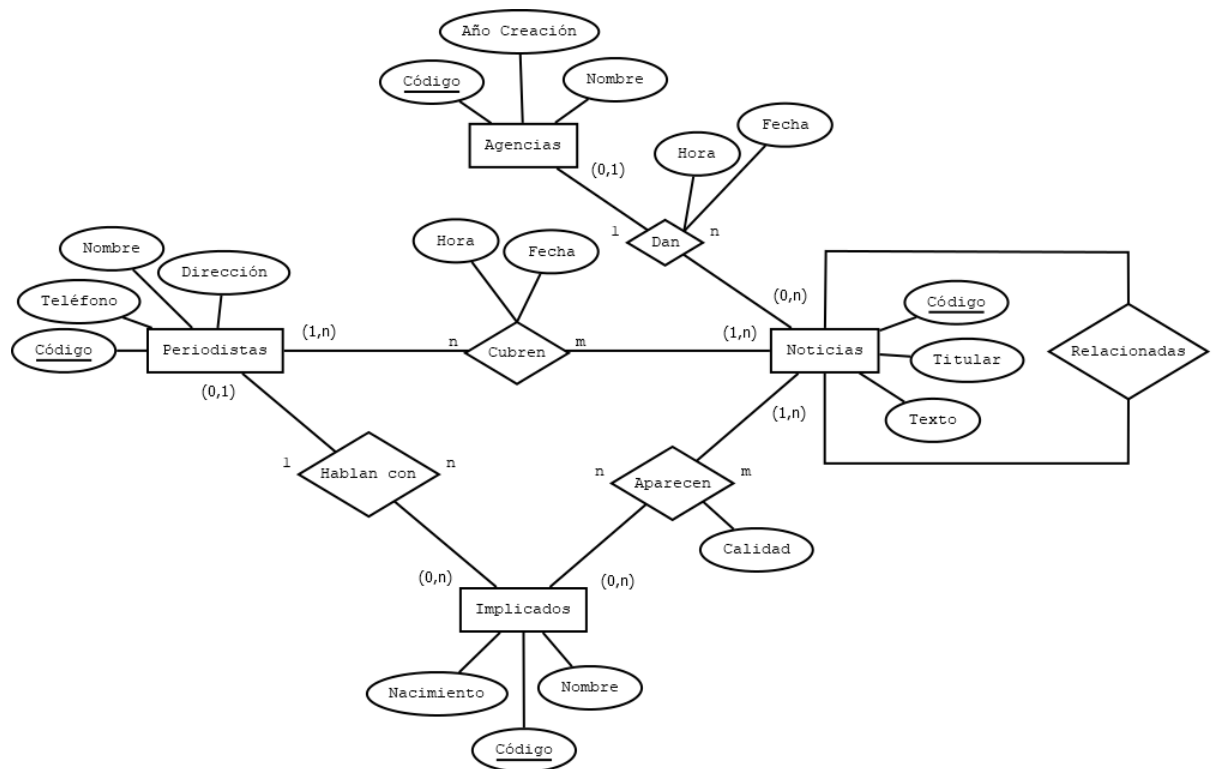 Año Creación
Código
Nombre
Agencias
Fecha
Hora
(0,1)
1
Dan
n
Nombre
Hora
Fecha
Dirección
Teléfono
(0,n)
Código
Código
Periodistas
(1,n)
n
Cubren
m
(1,n)
Noticias
Titular
Relacionadas
(0,1)
(1,n)
Texto
1
Hablan con
n
n
Aparecen
m
Calidad
(0,n)
(0,n)
Implicados
Nacimiento
Nombre
Código